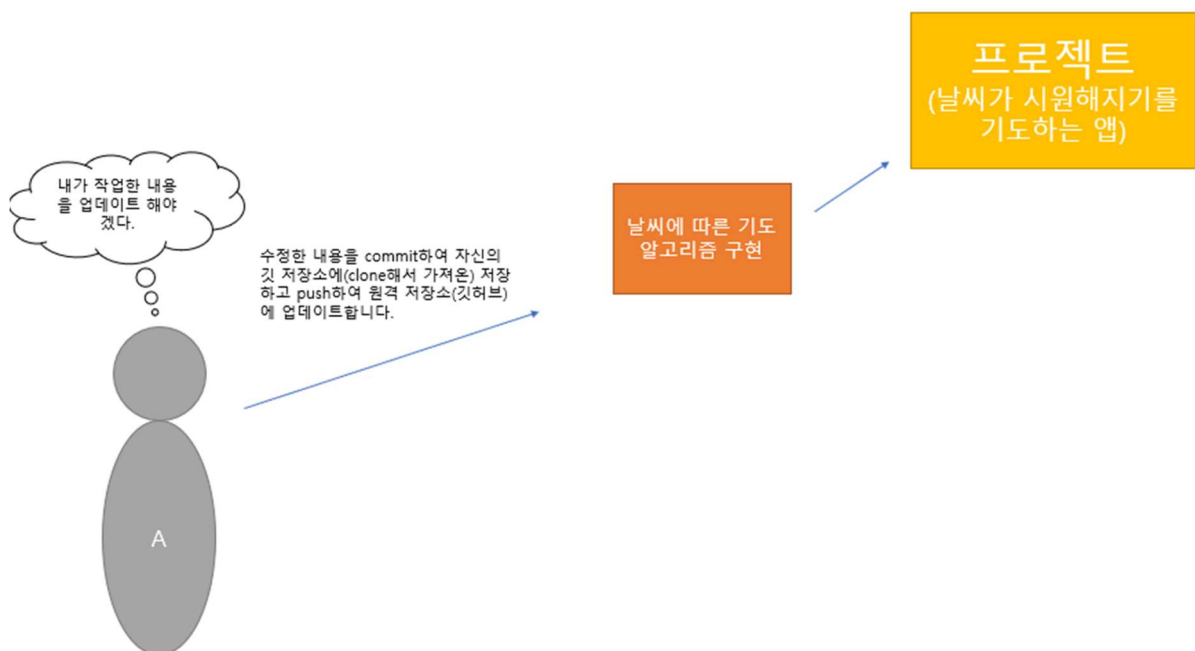 프로젝트
(날씨가 시원해지기를
기도하는 앱)
내가 작업한 내용
을 업데이트 해야
겠다.
날씨에 따른 기도
알고리즘 구현
수정한 내용을 commit하여 자신의
깃 저장소에(clone해서 가져온) 저장
하고 push하여 원격 저장소(깃허브)
에 업데이트합니다.
A